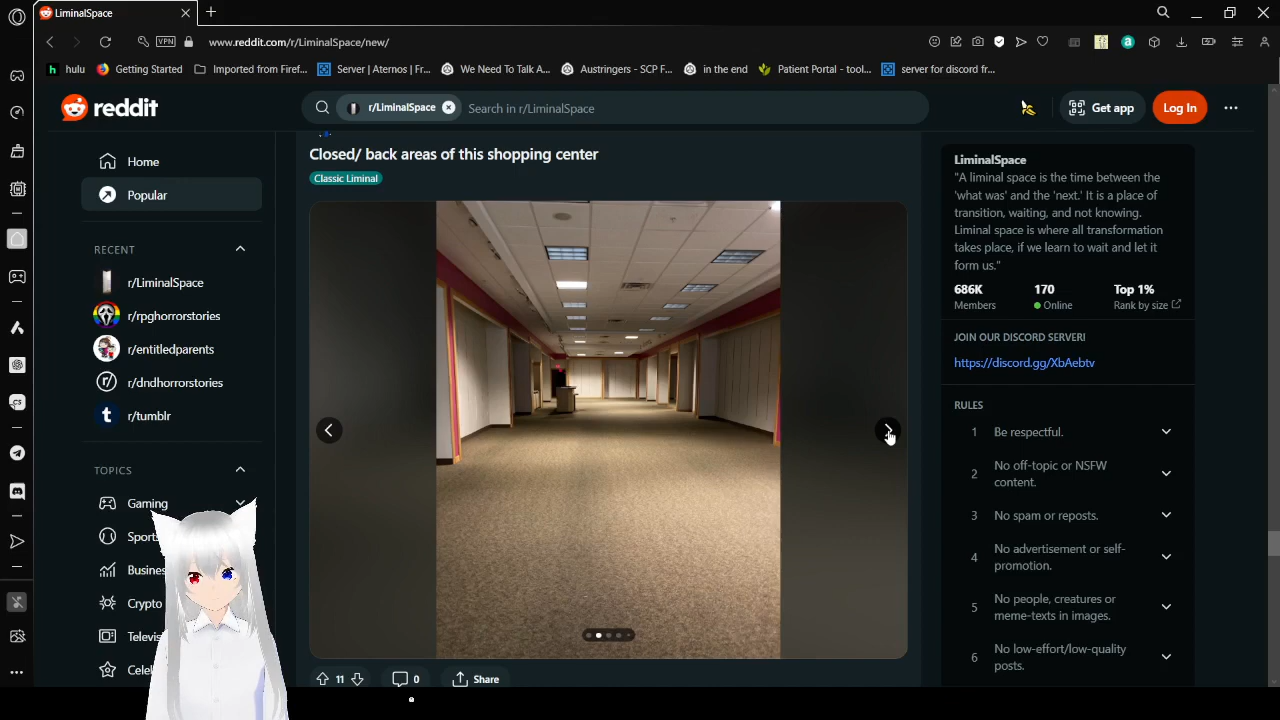 LiminalSpace
www.reddit.com/r/LiminalSpace/new/
VPN
hulu
Getting Started
Imported from Firef...
Server | Aternos | Fr...
We Need To Talk A...
Austringers - SCP F...
in the end
Patient Portal - tool...
server for discord fr...
reddit
r/LiminalSpace
Search in r/LiminalSpace
Get app
Log In
Home
Popular
RECENT
r/LiminalSpace
r/rpghorrorstories
r/entitledparents
r/dndhorrorstories
r/tumblr
TOPICS
Gaming
Sports
Busines
Crypto
Televis
Celeb
Closed/ back areas of this shopping center
Classic Liminal
11
0
Share
LiminalSpace
"A liminal space is the time between the
'what was' and the 'next.' It is a place of
transition, waiting, and not knowing.
Liminal space is where all transformation
takes place, if we learn to wait and let it
form us."
686K
Members
170
Online
Top 1%
Rank by size
JOIN OUR DISCORD SERVER!
https://discord.gg/XbAebtv
RULES
1 Be respectful.
2 No off-topic or NSFW
content.
3 No spam or reposts.
4 No advertisement or self-
promotion.
5 No people, creatures or
meme-texts in images.
6 No low-effort/low-quality
posts.